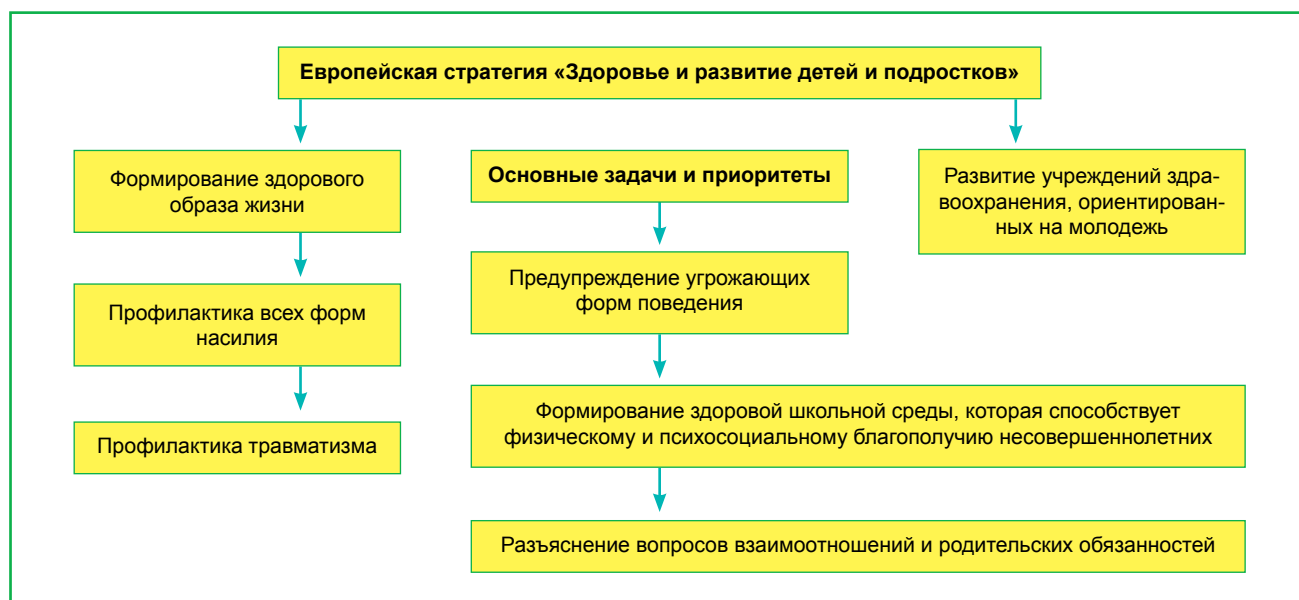 Европейская стратегия «Здоровье и развитие детей и подростков»
Формирование здорового
образа жизни
Профилактика всех форм
насилия
Профилактика травматизма
Основные задачи и приоритеты
Предупреждение угрожающих
форм поведения
Формирование здоровой школьной среды, которая способствует
физическому и психосоциальному благополучию несовершеннолетних
Разъяснение вопросов взаимоотношений и родительских обязанностей
Развитие учреждений здра-
воохранения, ориентирован-
ных на молодежь